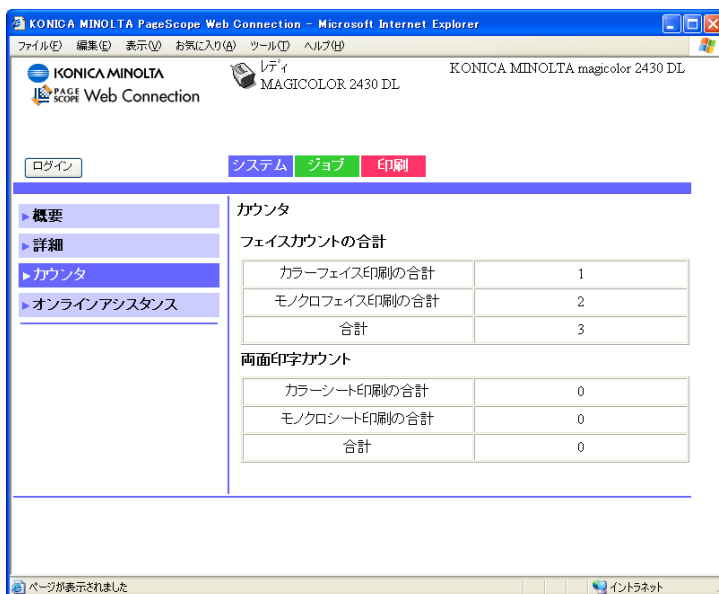 KONICA MINOLTA PageScope Web Connection - Microsoft Internet Explorer
ファイル(F) 編集(E) 表示(V) お気に入り(A) ツール(T) ヘルプ(H)
KONICA MINOLTA
PAGE SCOPE Web Connection
レディ
MAGICOLOR 2430 DL
KONICA MINOLTA magicolor 2430 DL
ログイン
システム ジョブ 印刷
概要
詳細
カウンタ
オンラインアシスタンス
カウンタ
フェイスカウントの合計
カラーフェイス印刷の合計 1
モノクロフェイス印刷の合計 2
合計 3
両面印字カウント
カラーシート印刷の合計 0
モノクロシート印刷の合計 0
合計 0
ページが表示されました
イントラネット